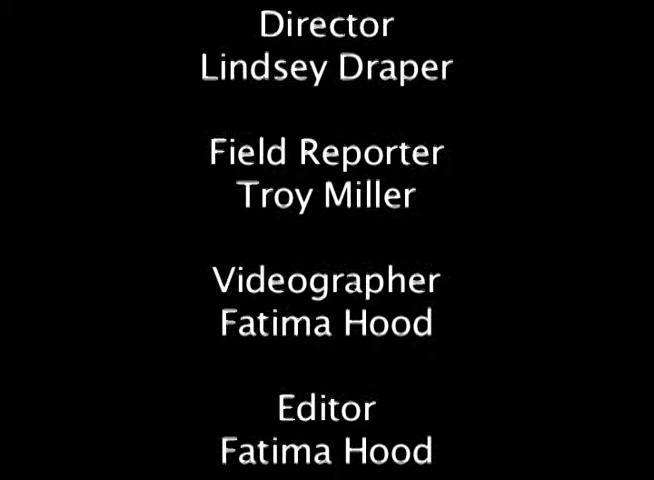 Director
Lindsey Draper
Field Reporter
Troy Miller
Videographer
Fatima Hood
Editor
Fatima Hood